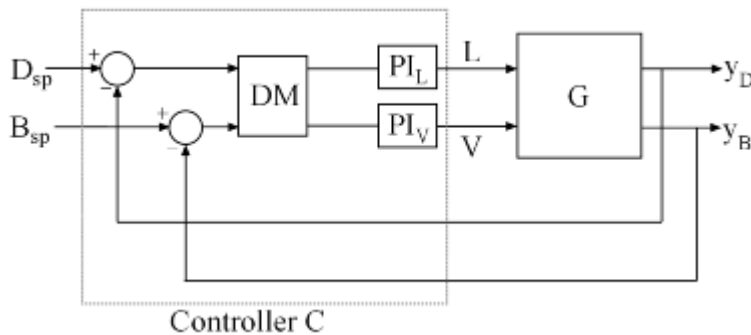 +
D_sp
−
DM
PI_L
L
G
y_D
B_sp
+
−
PI_V
V
y_B
Controller C